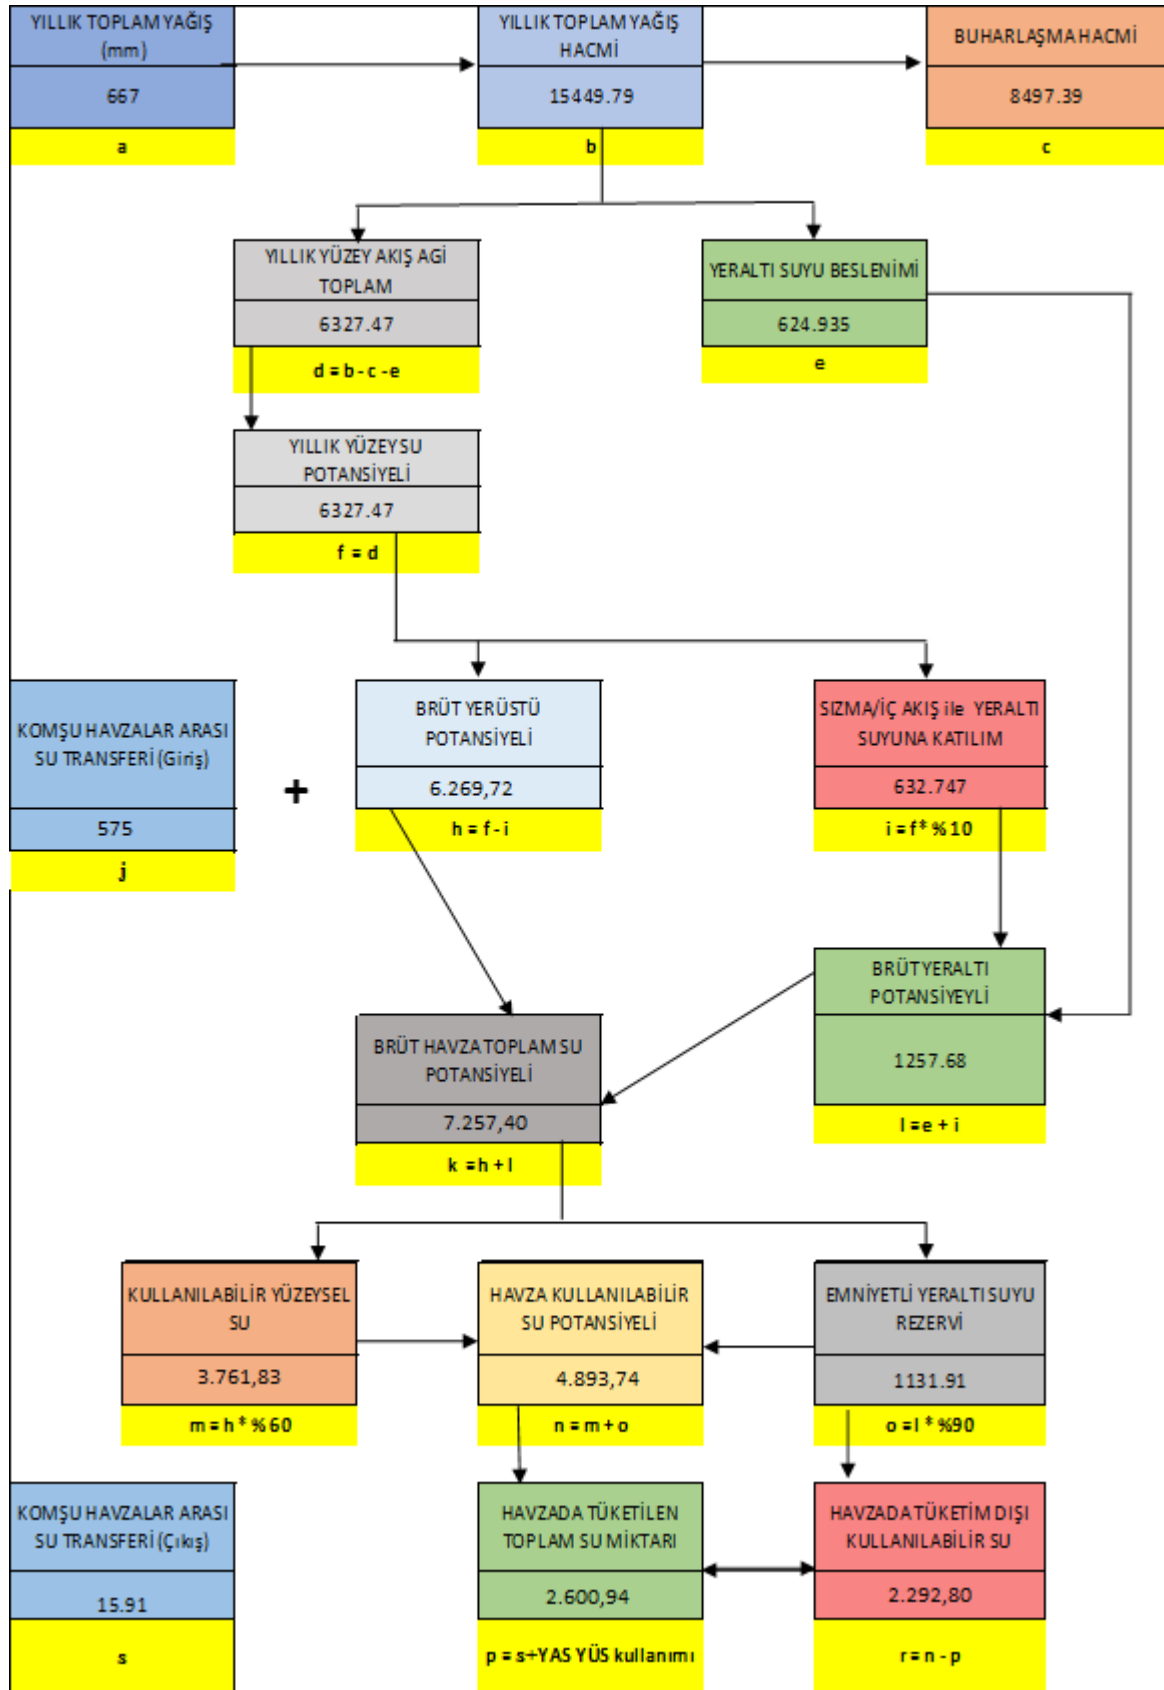 YILLIK TOPLAM YAĞIŞ
(mm)
667
a
YILLIK TOPLAM YAĞIŞ
HACMİ
15449.79
b
BUHARLAŞMA HACMİ
8497.39
c
YILLIK YÜZEY AKIŞ AGİ
TOPLAM
6327.47
d = b - c - e
YERALTI SUYU BESLENİMİ
624.935
e
YILLIK YÜZEY SU
POTANSİYELİ
6327.47
f = d
KOMŞU HAVZALAR ARASI
SU TRANSFERİ (Giriş)
575
j
+
BRÜT YERÜSTÜ
POTANSİYELİ
6.269,72
h = f - i
SIZMA/İÇ AKIŞ ile YERALTI
SUYUNA KATILIM
632.747
i = f * %10
BRÜT YERALTI
POTANSİYEYLİ
1257.68
l = e + i
BRÜT HAVZA TOPLAM SU
POTANSİYELİ
7.257,40
k = h + l
KULLANILABİLİR YÜZEYSEL
SU
3.761,83
m = h * %60
HAVZA KULLANILABİLİR
SU POTANSİYELİ
4.893,74
n = m + o
EMNİYETLİ YERALTI SUYU
REZERVİ
1131.91
o = l * %90
KOMŞU HAVZALAR ARASI
SU TRANSFERİ (Çıkış)
15.91
s
HAVZADA TÜKETİLEN
TOPLAM SU MİKTARI
2.600,94
p = s+YAS YÜS kullanımı
HAVZADA TÜKETİM DIŞI
KULLANILABİLİR SU
2.292,80
r = n - p